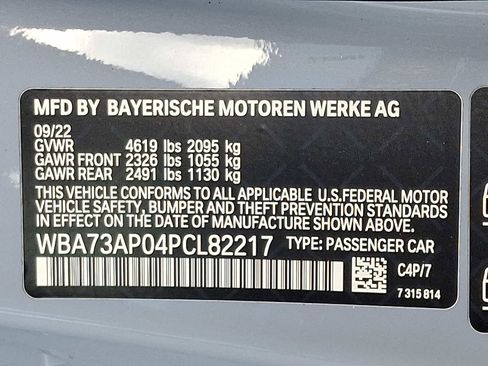 MFD BY BAYERISCHE MOTOREN WERKE AG
09/22
GVWR 4619 lbs 2095 kg
GAWR FRONT 2326 lbs 1055 kg
GAWR REAR 2491 lbs 1130 kg
THIS VEHICLE CONFORMS TO ALL APPLICABLE U.S.FEDERAL MOTOR
VEHICLE SAFETY, BUMPER AND THEFT PREVENTION STANDARDS
IN EFFECT ON THE DATE OF MANUFACTURE SHOWN ABOVE.
WBA73AP04PCL82217 TYPE: PASSENGER CAR
C4P/7
7 315 814